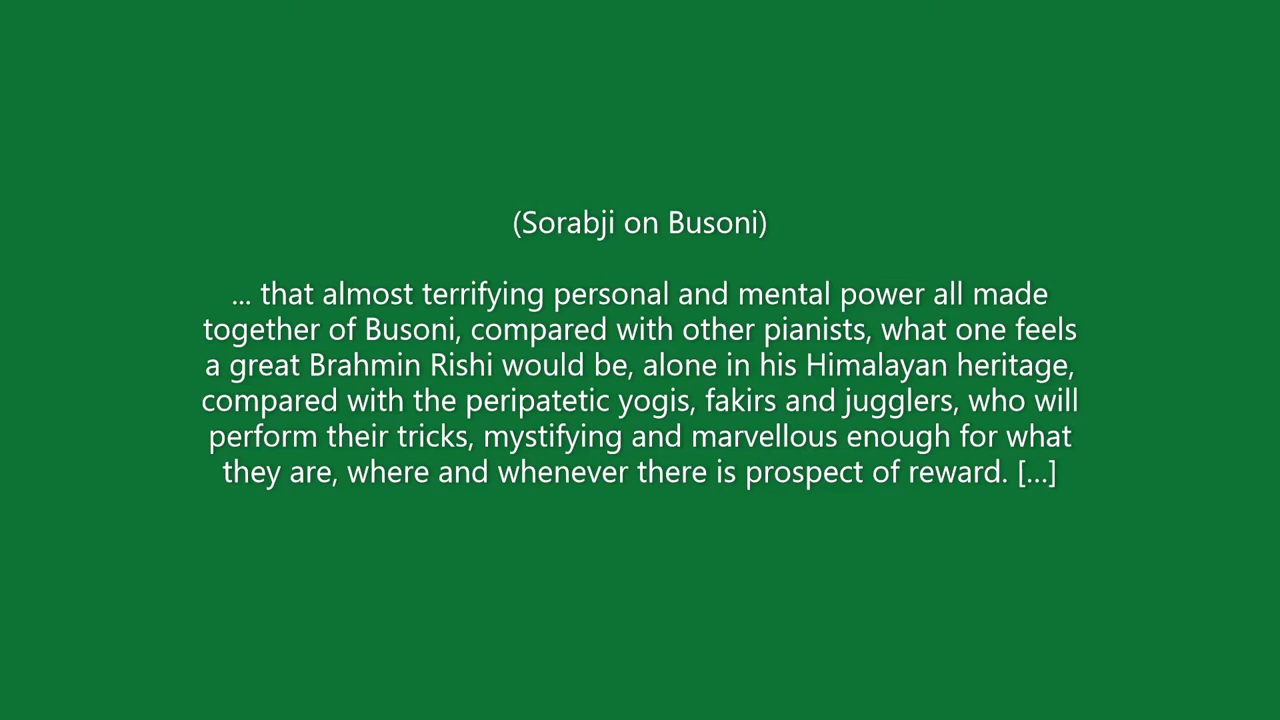 (Sorabji on Busoni)
... that almost terrifying personal and mental power all made
together of Busoni, compared with other pianists, what one feels
a great Brahmin Rishi would be, alone in his Himalayan heritage,
compared with the peripatetic yogis, fakirs and jugglers, who will
perform their tricks, mystifying and marvellous enough for what
they are, where and whenever there is prospect of reward. [...]